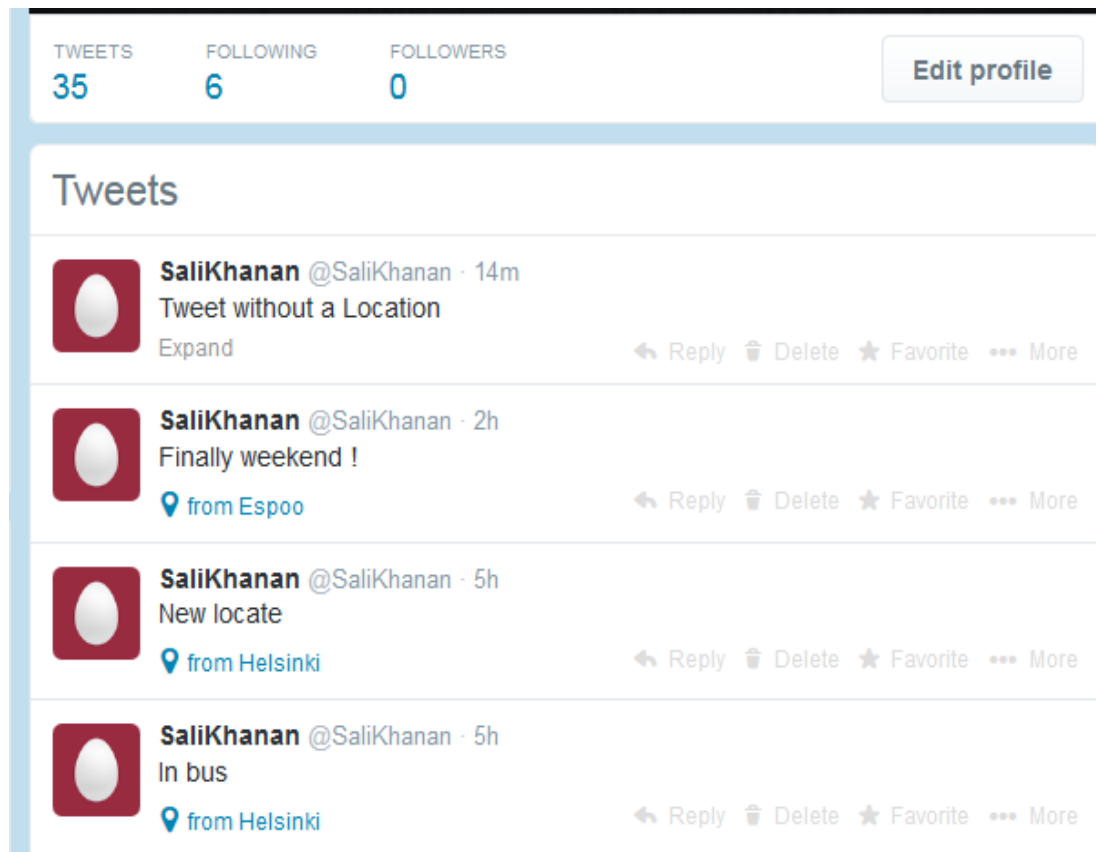 TWEETS FOLLOWING FOLLOWERS
35 6 0
Edit profile
Tweets
SaliKhanan @SaliKhanan · 14m
Tweet without a Location
Expand Reply Delete Favorite More
SaliKhanan @SaliKhanan · 2h
Finally weekend !
from Espoo Reply Delete Favorite More
SaliKhanan @SaliKhanan · 5h
New locate
from Helsinki Reply Delete Favorite More
SaliKhanan @SaliKhanan · 5h
In bus
from Helsinki Reply Delete Favorite More